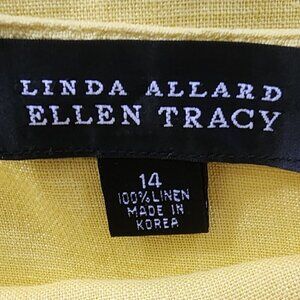 LINDA ALLARD
ELLEN TRACY
14
100% LINEN
MADE IN
KOREA